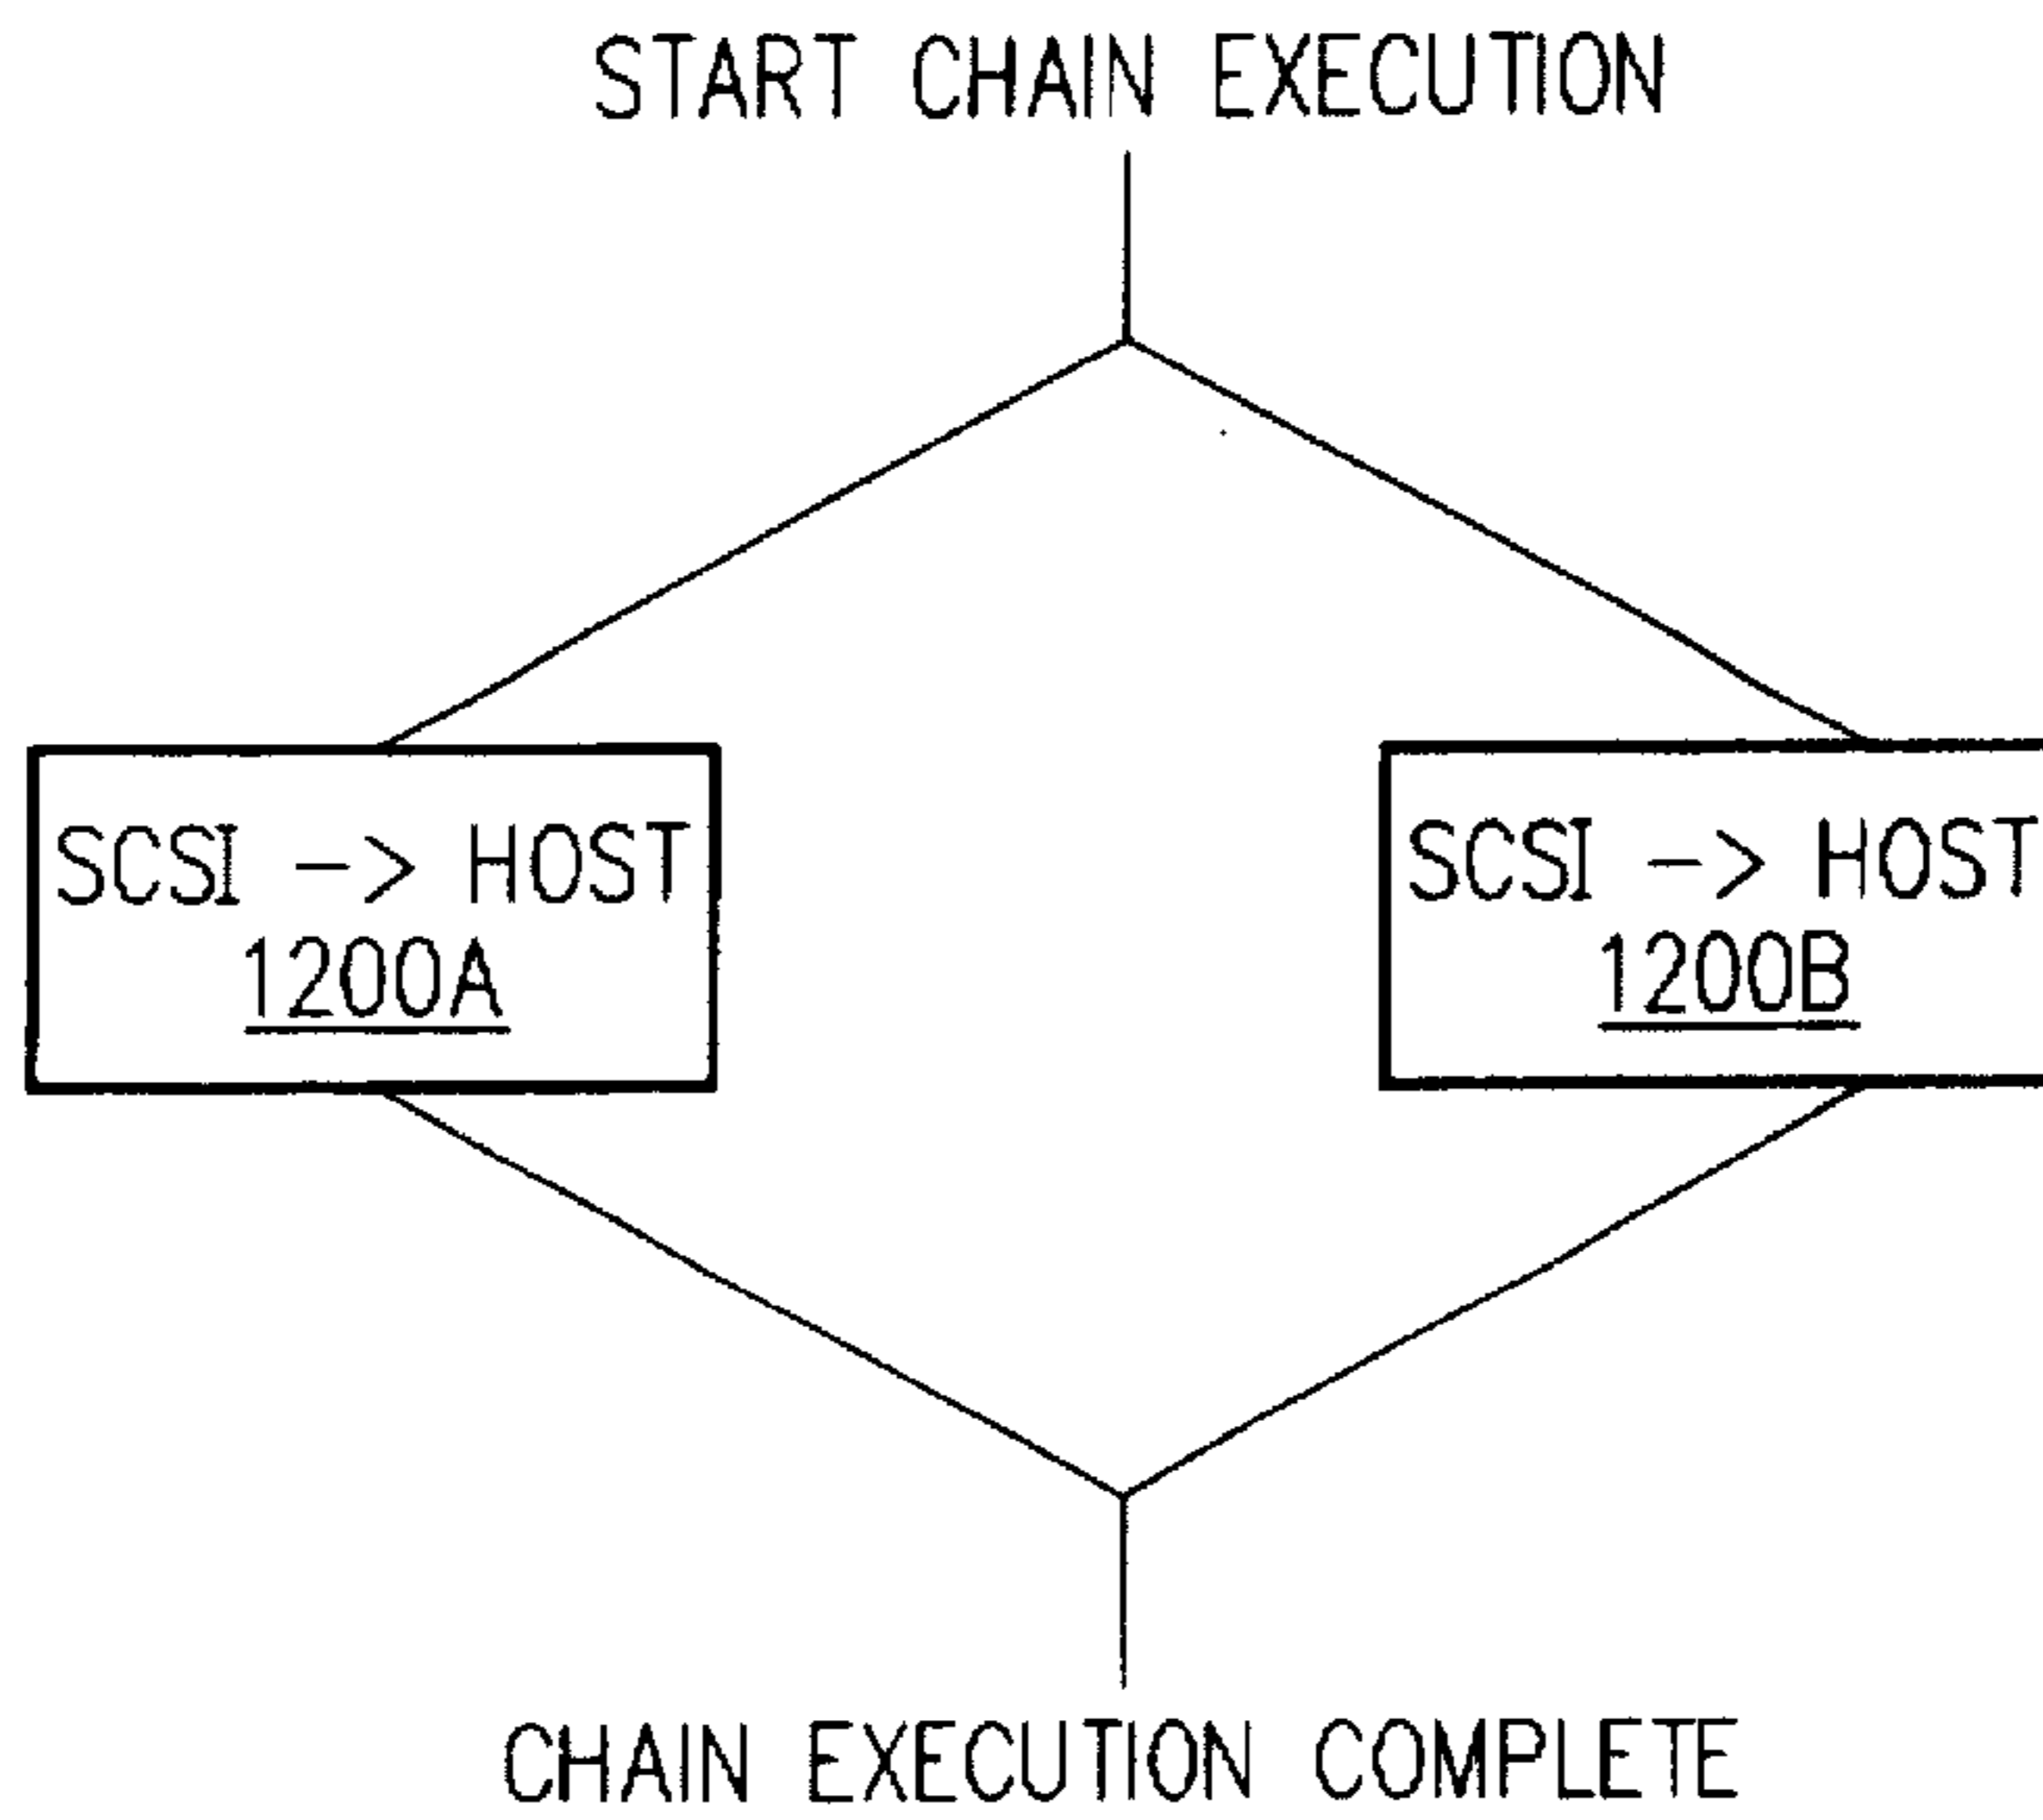 START CHAIN EXECUTION
SCSI -> HOST
1200A
SCSI -> HOST
1200B
CHAIN EXECUTION COMPLETE